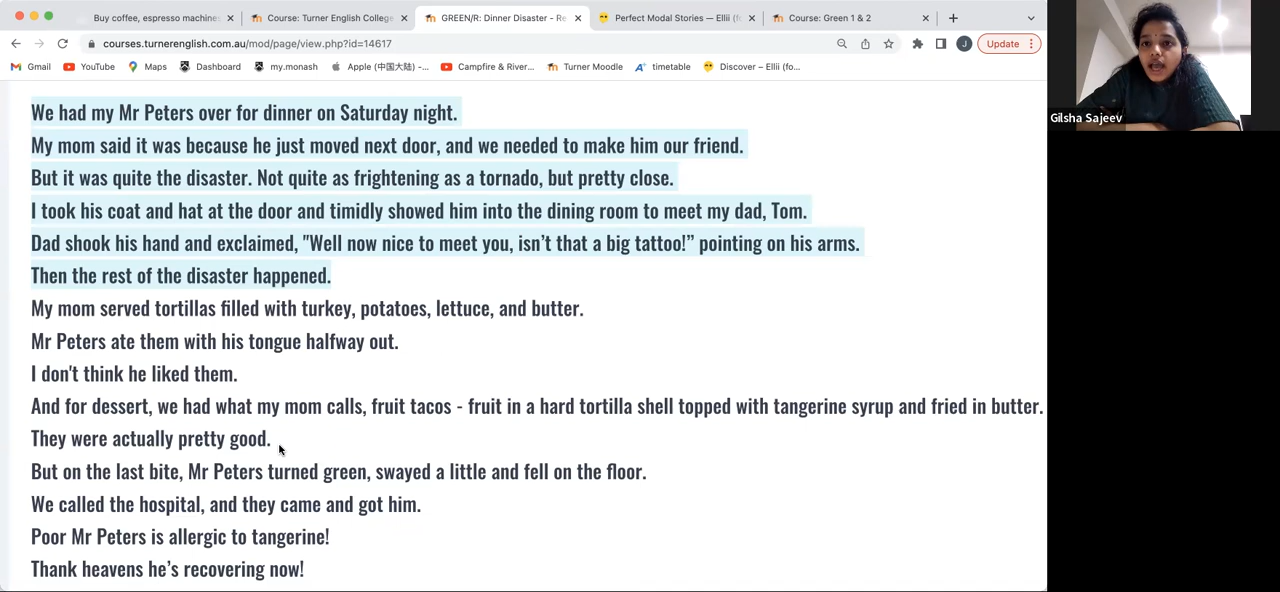 Buy coffee, espresso machines
Course: Turner English College
GREEN/R: Dinner Disaster - Re
Perfect Modal Stories — Ellii (fo
Course: Green 1 & 2
courses.turnerenglish.com.au/mod/page/view.php?id=14617
J
Update
Gmail
YouTube
Maps
Dashboard
my.monash
Apple (中国大陆) -...
Campfire & River...
Turner Moodle
timetable
Discover – Ellii (fo...
We had my Mr Peters over for dinner on Saturday night.
My mom said it was because he just moved next door, and we needed to make him our friend.
But it was quite the disaster. Not quite as frightening as a tornado, but pretty close.
I took his coat and hat at the door and timidly showed him into the dining room to meet my dad, Tom.
Dad shook his hand and exclaimed, "Well now nice to meet you, isn’t that a big tattoo!” pointing on his arms.
Then the rest of the disaster happened.
My mom served tortillas filled with turkey, potatoes, lettuce, and butter.
Mr Peters ate them with his tongue halfway out.
I don't think he liked them.
And for dessert, we had what my mom calls, fruit tacos - fruit in a hard tortilla shell topped with tangerine syrup and fried in butter.
They were actually pretty good.
But on the last bite, Mr Peters turned green, swayed a little and fell on the floor.
We called the hospital, and they came and got him.
Poor Mr Peters is allergic to tangerine!
Thank heavens he’s recovering now!
Gilsha Sajeev